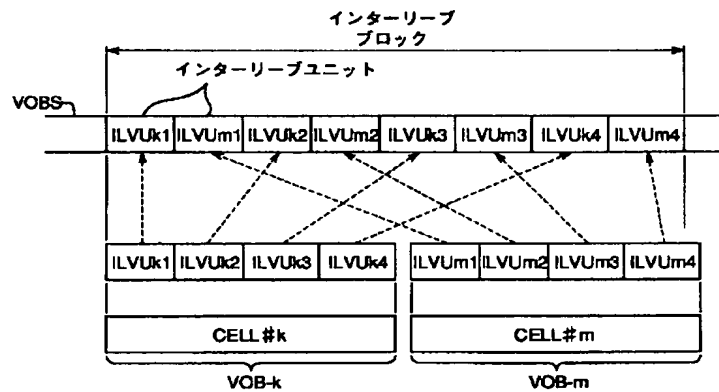 インターリーブ
ブロック
インターリーブユニット
VOBS
ILVUk1 ILVUm1 ILVUk2 ILVUm2 ILVUk3 ILVUm3 ILVUk4 ILVUm4
ILVUk1 ILVUk2 ILVUk3 ILVUk4 ILVUm1 ILVUm2 ILVUm3 ILVUm4
CELL#k CELL#m
VOB-k VOB-m